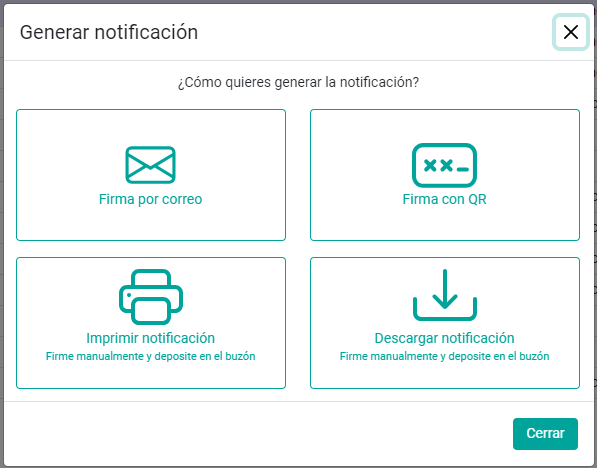 Generar notificación
¿Cómo quieres generar la notificación?
Firma por correo
Firma con QR
Imprimir notificación
Firme manualmente y deposite en el buzón
Descargar notificación
Firme manualmente y deposite en el buzón
Cerrar